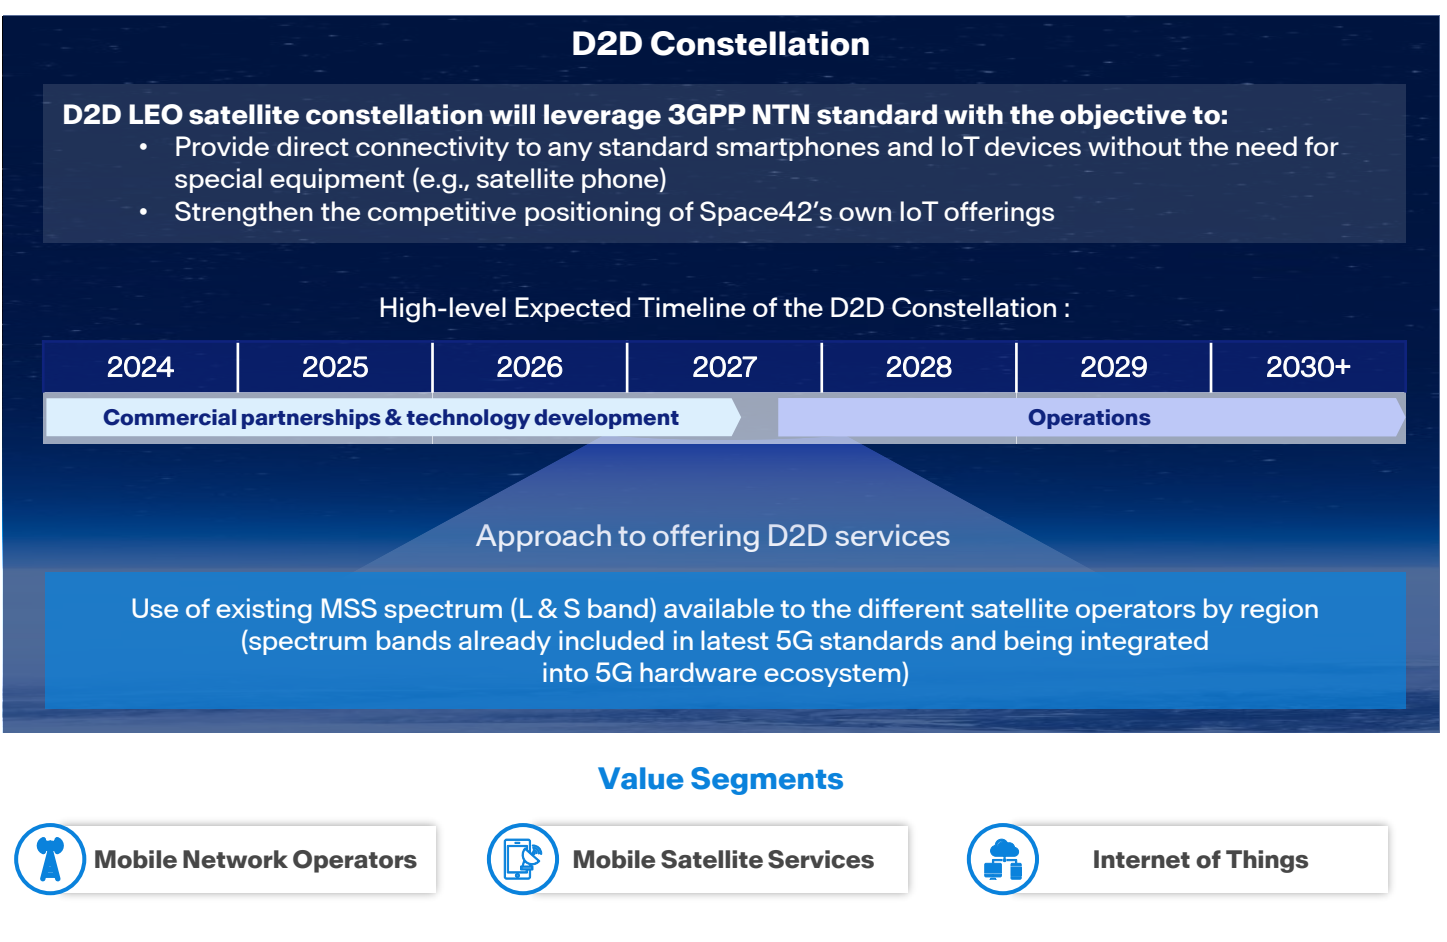 D2D Constellation
D2D LEO satellite constellation will leverage 3GPP NTN standard with the objective to:
• Provide direct connectivity to any standard smartphones and IoT devices without the need for
special equipment (e.g., satellite phone)
• Strengthen the competitive positioning of Space42's own IoT offerings
High-level Expected Timeline of the D2D Constellation :
2024 2025 2026 2027 2028 2029 2030+
Commercial partnerships & technology development Operations
Approach to offering D2D services
Use of existing MSS spectrum (L & S band) available to the different satellite operators by region
(spectrum bands already included in latest 5G standards and being integrated
into 5G hardware ecosystem)
Value Segments
Mobile Network Operators Mobile Satellite Services Internet of Things